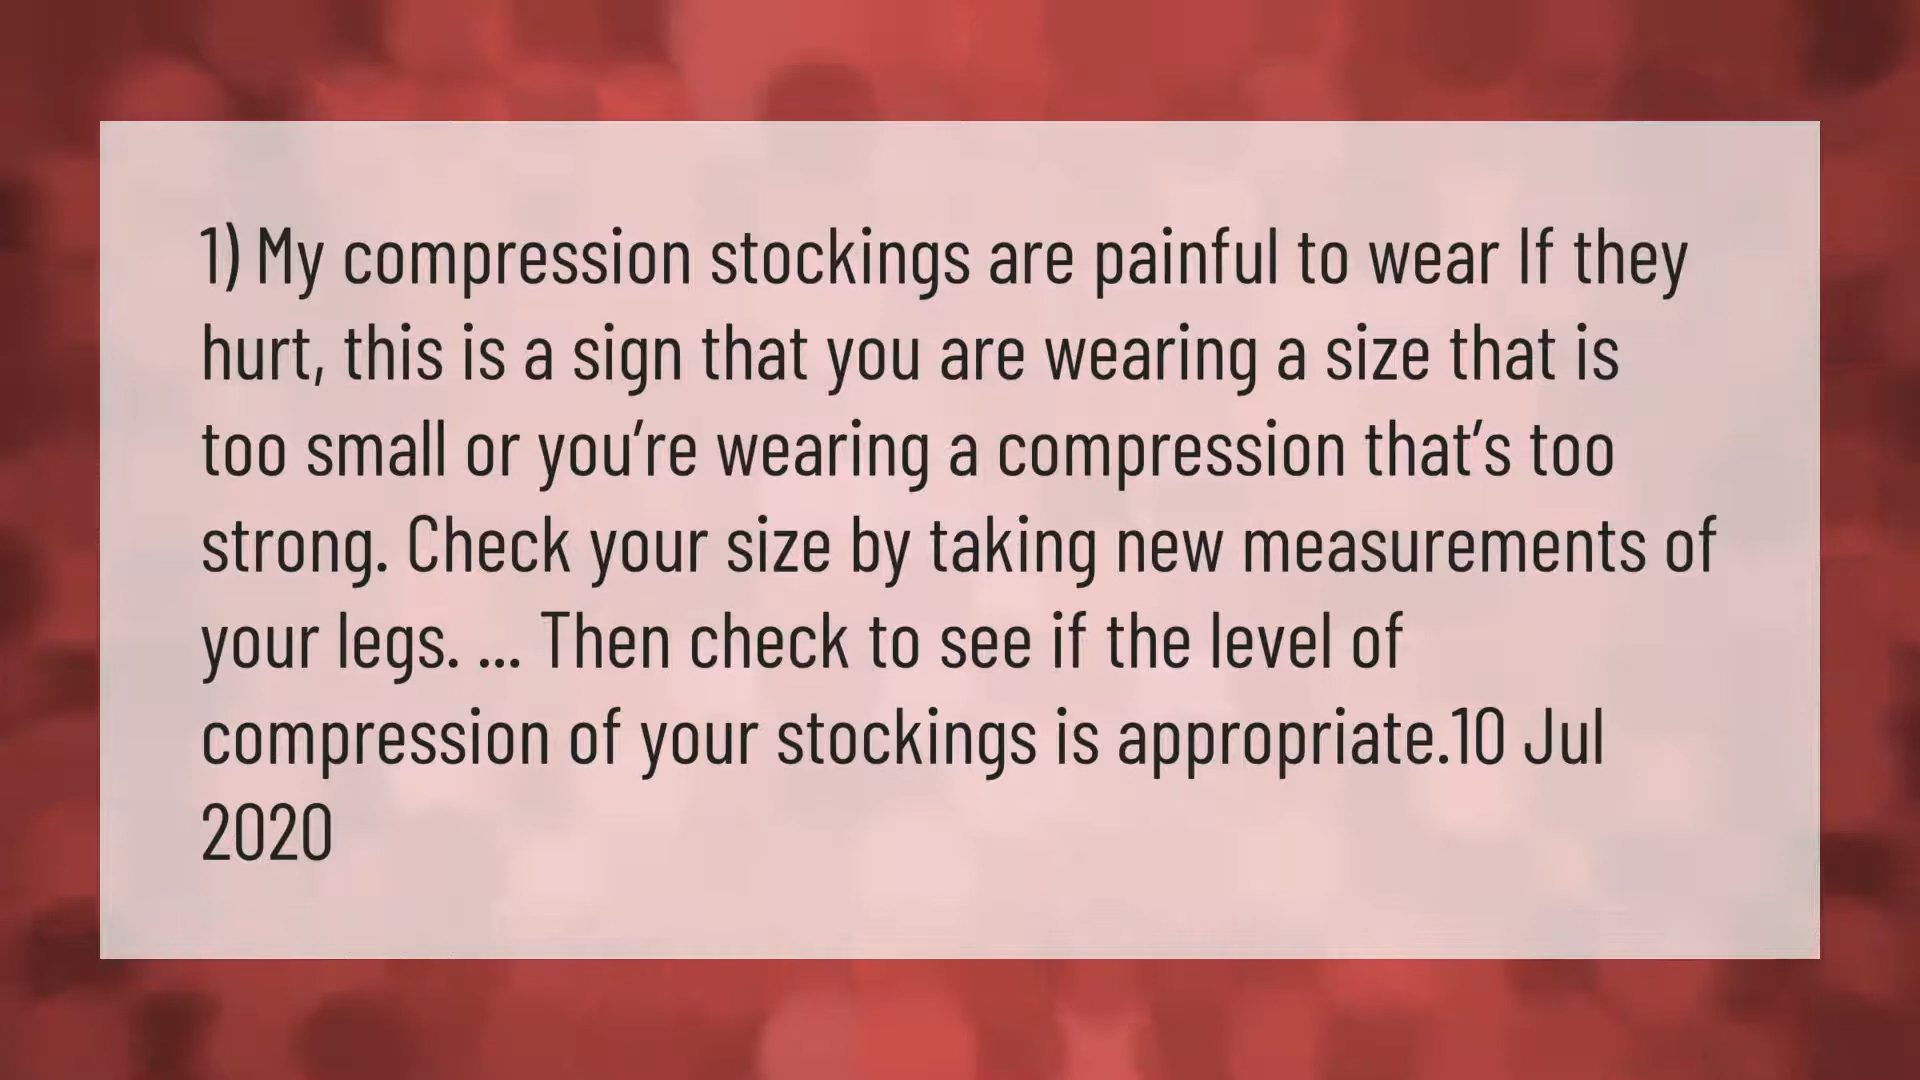 1) My compression stockings are painful to wear If they
hurt, this is a sign that you are wearing a size that is
too small or you’re wearing a compression that’s too
strong. Check your size by taking new measurements of
your legs. ... Then check to see if the level of
compression of your stockings is appropriate.10 Jul
2020